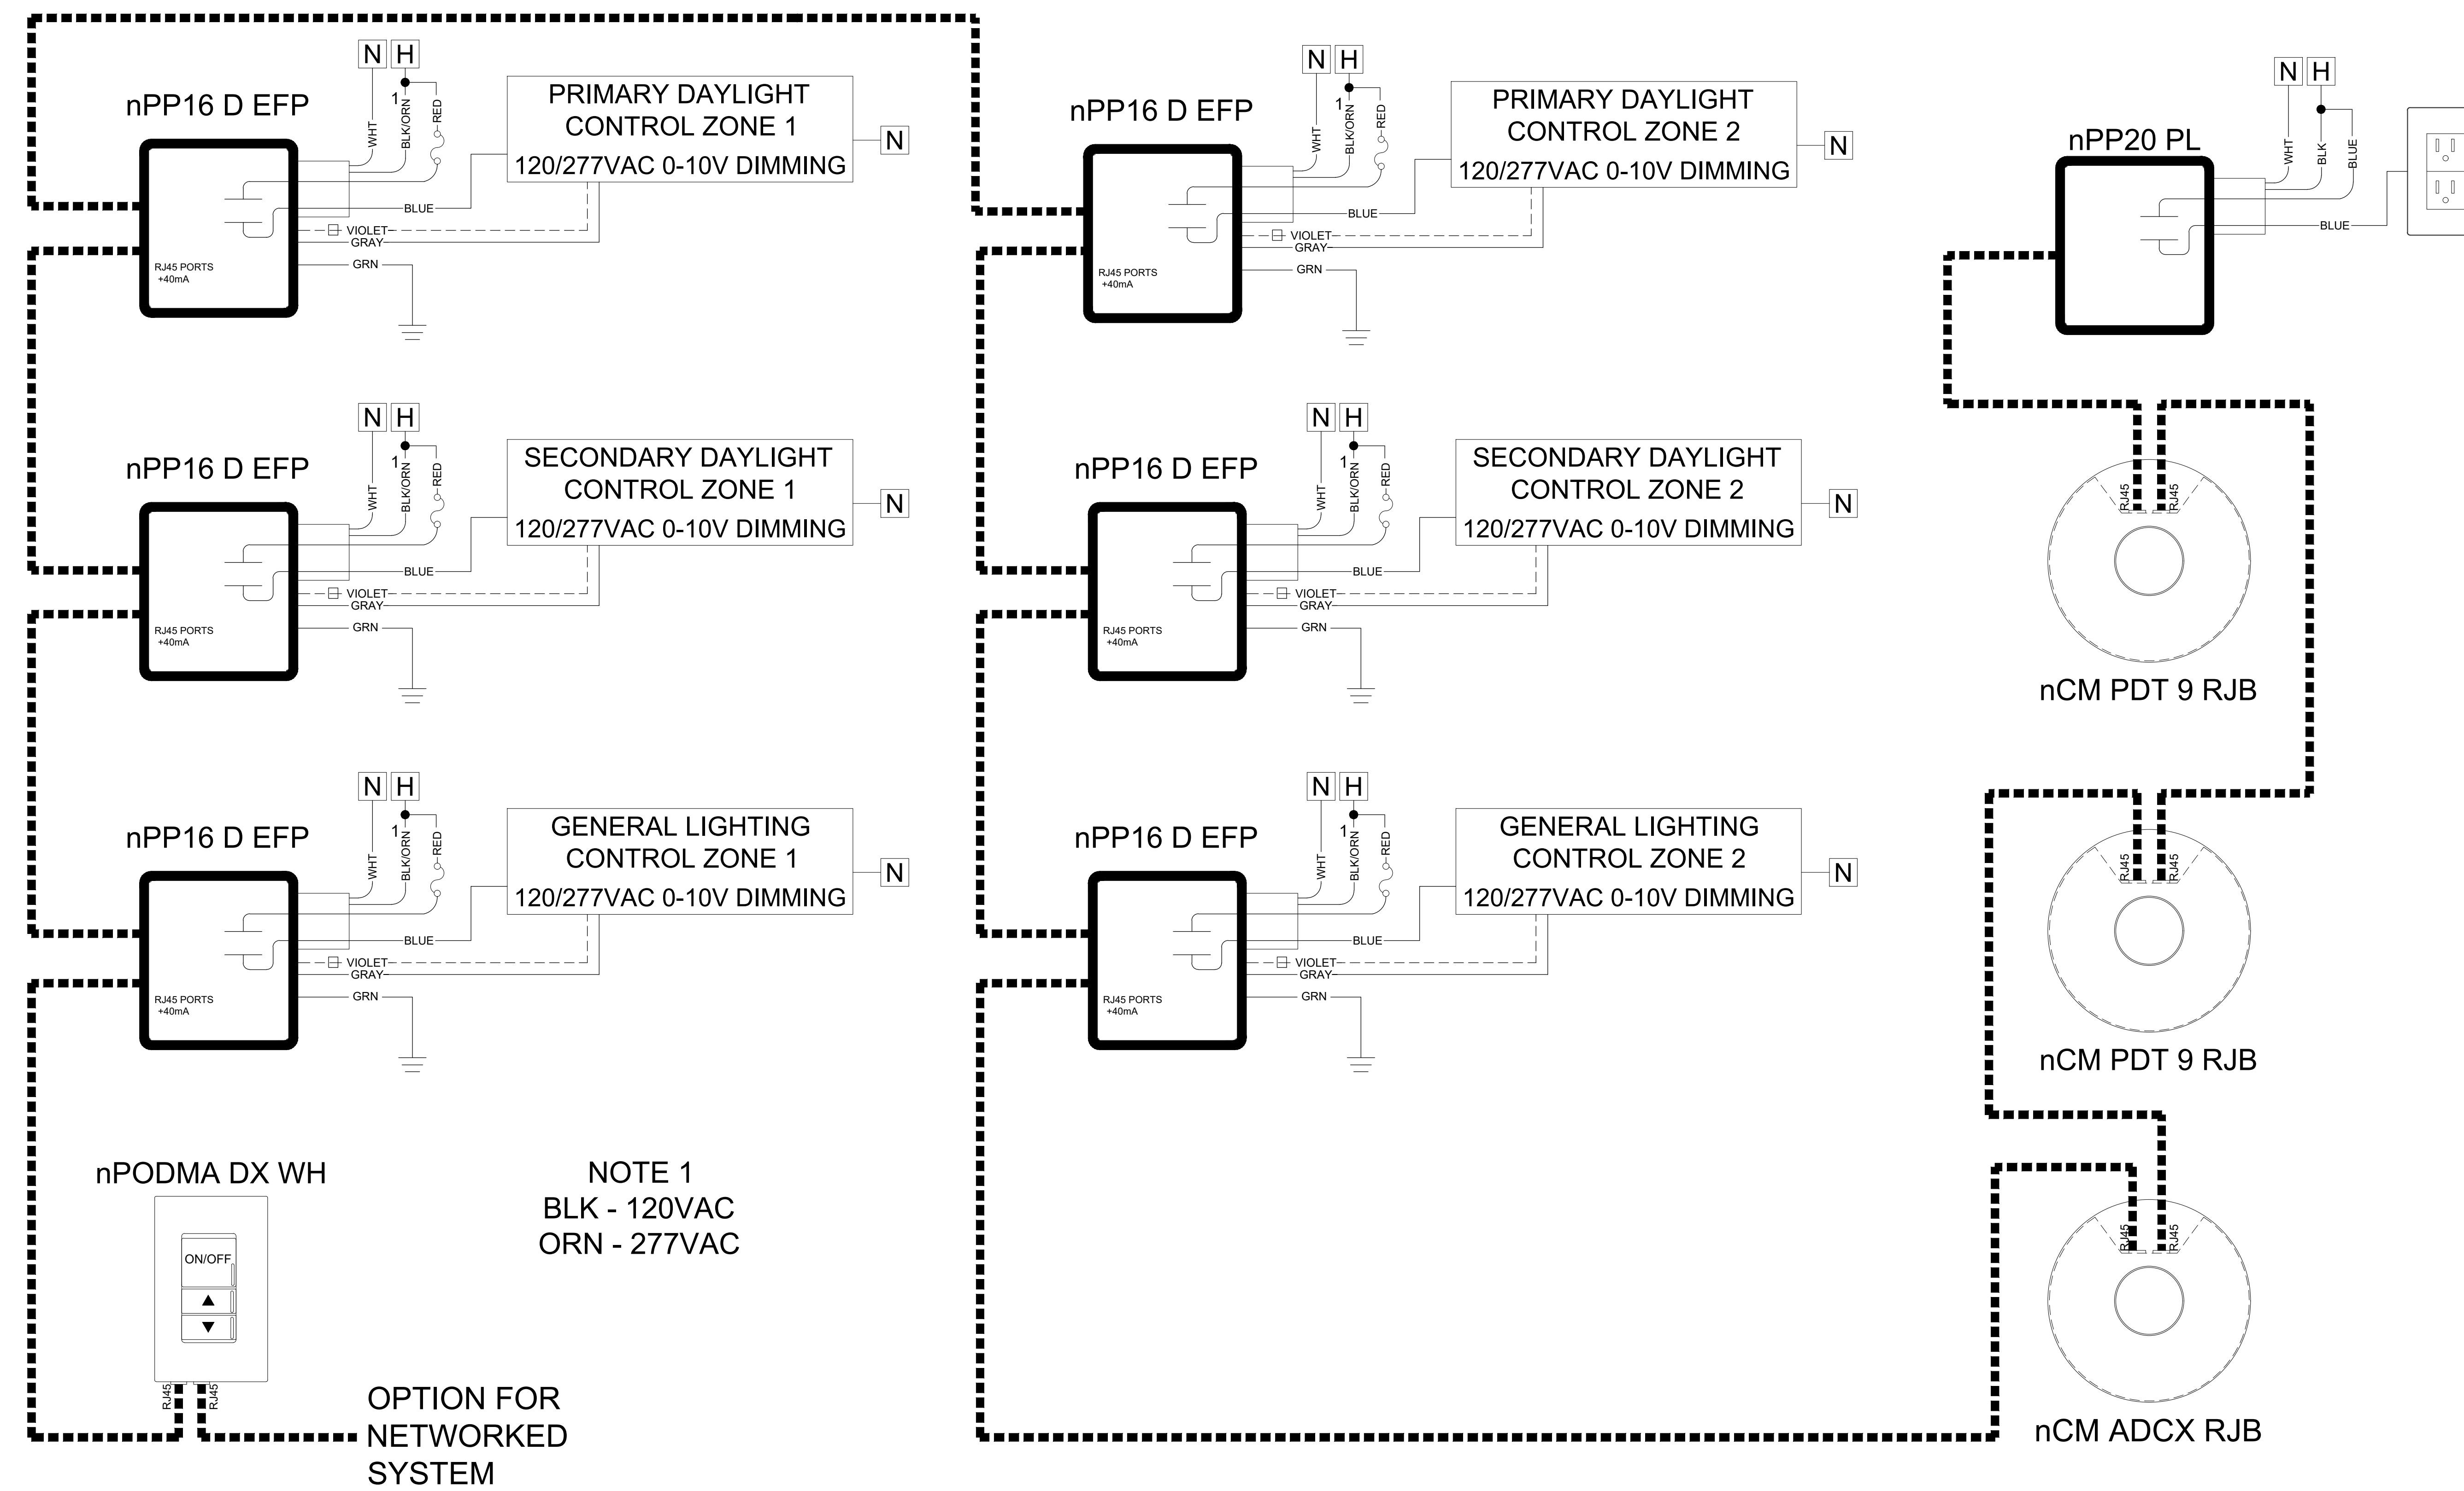 nPP16 D EFP
N H
1
WHT
BLK/ORN
RED
PRIMARY DAYLIGHT
CONTROL ZONE 1
120/277VAC 0-10V DIMMING
N
BLUE
VIOLET
GRAY
GRN
RJ45 PORTS
+40mA
nPP16 D EFP
N H
1
WHT
BLK/ORN
RED
SECONDARY DAYLIGHT
CONTROL ZONE 1
120/277VAC 0-10V DIMMING
N
BLUE
VIOLET
GRAY
GRN
RJ45 PORTS
+40mA
nPP16 D EFP
N H
1
WHT
BLK/ORN
RED
GENERAL LIGHTING
CONTROL ZONE 1
120/277VAC 0-10V DIMMING
N
BLUE
VIOLET
GRAY
GRN
RJ45 PORTS
+40mA
nPODMA DX WH
ON/OFF
RJ45
RJ45
OPTION FOR
NETWORKED
SYSTEM
NOTE 1
BLK - 120VAC
ORN - 277VAC
nPP16 D EFP
N H
1
WHT
BLK/ORN
RED
PRIMARY DAYLIGHT
CONTROL ZONE 2
120/277VAC 0-10V DIMMING
N
BLUE
VIOLET
GRAY
GRN
RJ45 PORTS
+40mA
nPP16 D EFP
N H
1
WHT
BLK/ORN
RED
SECONDARY DAYLIGHT
CONTROL ZONE 2
120/277VAC 0-10V DIMMING
N
BLUE
VIOLET
GRAY
GRN
RJ45 PORTS
+40mA
nPP16 D EFP
N H
1
WHT
BLK/ORN
RED
GENERAL LIGHTING
CONTROL ZONE 2
120/277VAC 0-10V DIMMING
N
BLUE
VIOLET
GRAY
GRN
RJ45 PORTS
+40mA
nPP20 PL
N H
WHT
BLK
BLUE
BLUE
RJ45
RJ45
nCM PDT 9 RJB
RJ45
RJ45
nCM PDT 9 RJB
RJ45
RJ45
nCM ADCX RJB